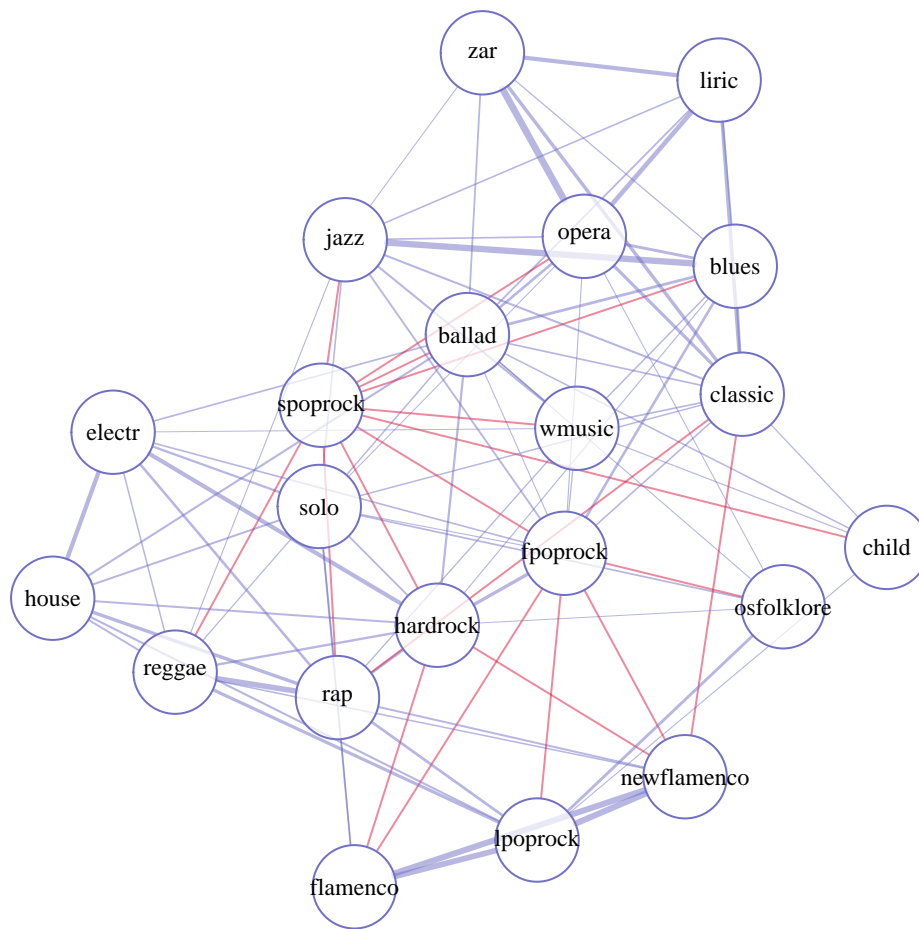 zar
liric
jazz
opera
blues
ballad
spoprock
classic
electr
wmusic
solo
fpoprock
child
house
osfolklore
hardrock
reggae
rap
newflamenco
lpoprock
flamenco